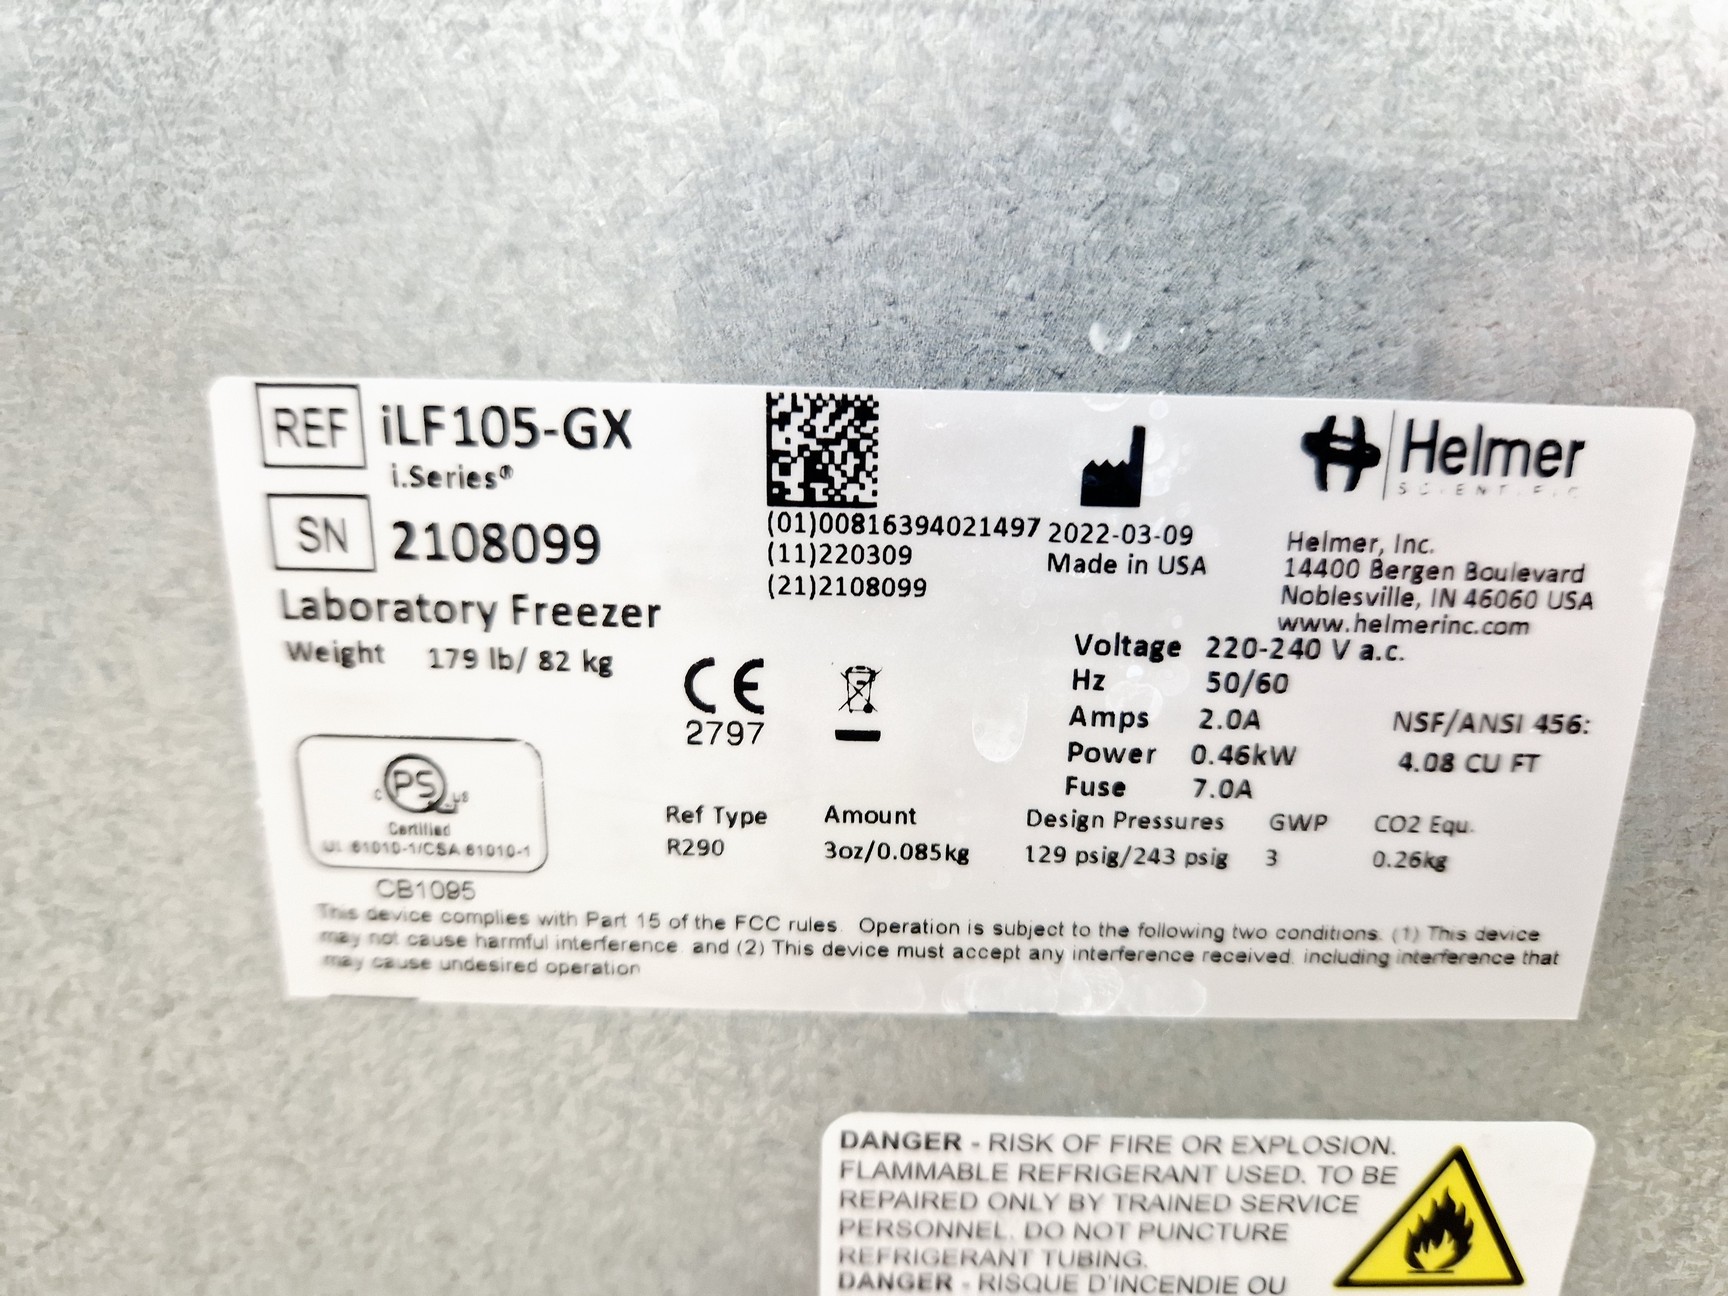 REF iLF105-GX
i.Series®
SN 2108099
Laboratory Freezer
Weight 179 lb/ 82 kg
(01)00816394021497
(11)220309
(21)2108099
2022-03-09
Made in USA
Helmer
SCIENTIFIC
Helmer, Inc.
14400 Bergen Boulevard
Noblesville, IN 46060 USA
www.helmerinc.com
CE
2797
Voltage 220-240 V a.c.
Hz 50/60
Amps 2.0A
Power 0.46kW
Fuse 7.0A
NSF/ANSI 456:
4.08 CU FT
c PS us
Certified
UL 61010-1/CSA 61010-1
CB1095
Ref Type Amount Design Pressures GWP CO2 Equ.
R290 3oz/0.085kg 129 psig/243 psig 3 0.26kg
This device complies with Part 15 of the FCC rules. Operation is subject to the following two conditions. (1) This device
may not cause harmful interference and (2) This device must accept any interference received, including interference that
may cause undesired operation
DANGER - RISK OF FIRE OR EXPLOSION.
FLAMMABLE REFRIGERANT USED. TO BE
REPAIRED ONLY BY TRAINED SERVICE
PERSONNEL. DO NOT PUNCTURE
REFRIGERANT TUBING.
DANGER - RISQUE D'INCENDIE OU